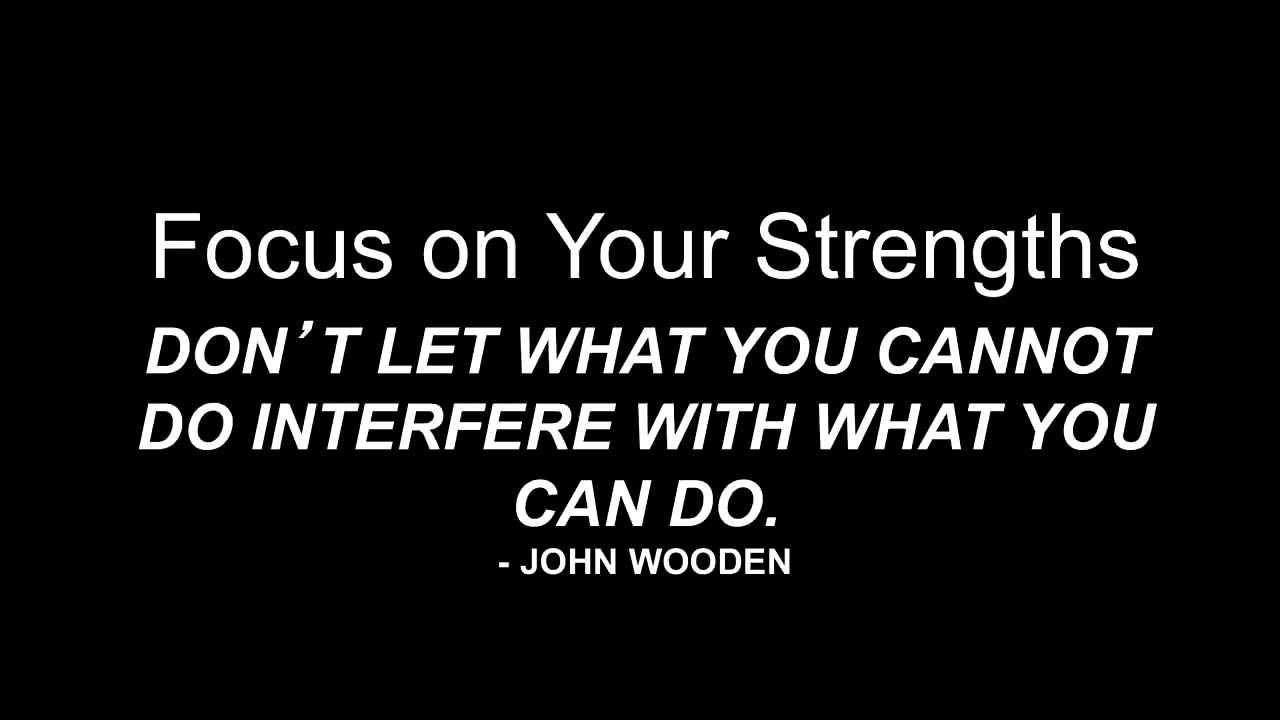 Focus on Your Strengths
DON’T LET WHAT YOU CANNOT
DO INTERFERE WITH WHAT YOU
CAN DO.
- JOHN WOODEN